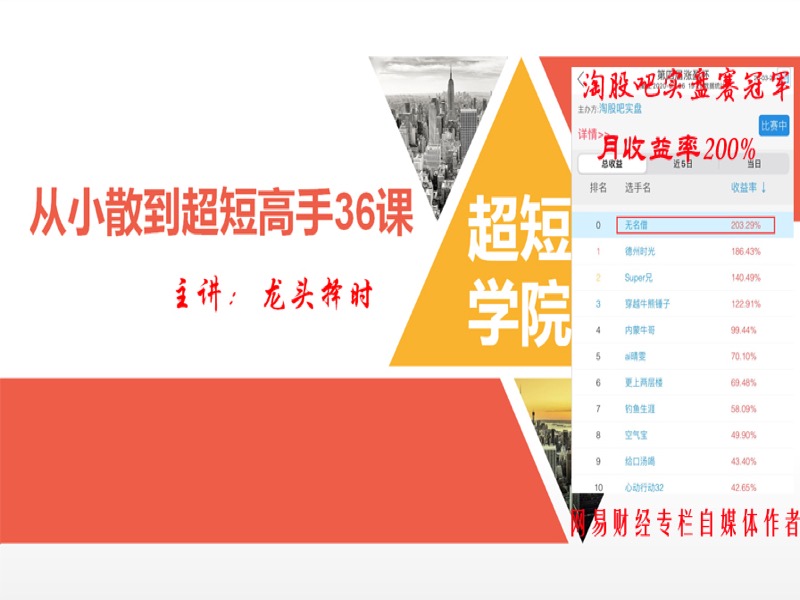 从小散到超短高手36课
主讲：龙头择时
超短
学院
淘股吧实盘赛冠军
主办方:淘股吧实盘
比赛中
详情>>
月收益率200%
总收益 近5日 当日
排名 选手名 收益率↓
0 无名僧 203.29%
1 德州时光 186.43%
2 Super兄 140.49%
3 穿越牛熊锤子 122.91%
4 内蒙牛哥 99.44%
5 ai晴雯 70.10%
6 更上两层楼 69.48%
7 钓鱼生涯 58.09%
8 空气宝 49.90%
9 给口汤喝 43.40%
10 心动行动32 42.65%
网易财经专栏自媒体作者